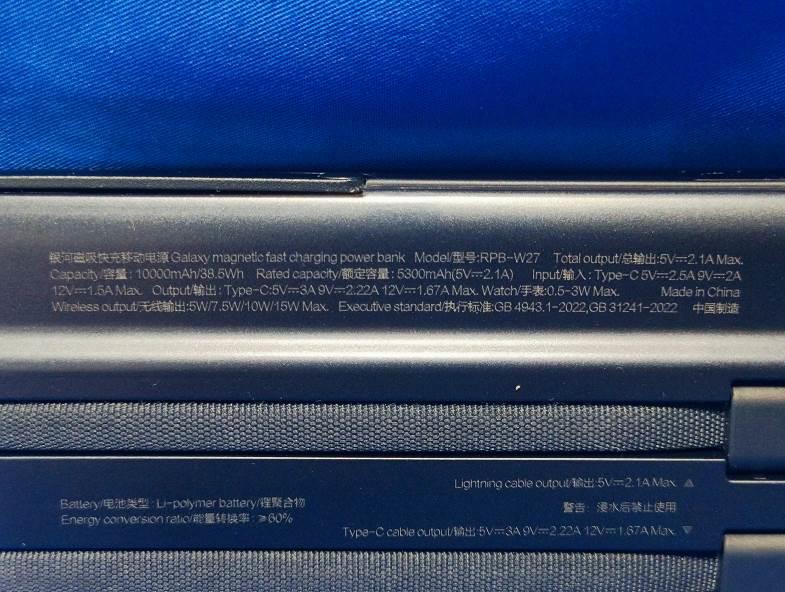 银河磁吸快充移动电源 Galaxy magnetic fast charging power bank Model/型号:RPB-W27 Total output/总输出:5V⎓2.1A Max.
Capacity/容量: 10000mAh/38.5Wh Rated capacity/额定容量: 5300mAh(5V⎓2.1A) Input/输入: Type-C 5V⎓2.5A 9V⎓2A
12V⎓1.5A Max. Output/输出: Type-C:5V⎓3A 9V⎓2.22A 12V⎓1.67A Max. Watch/手表:0.5-3W Max. Made in China
Wireless output/无线输出:5W/7.5W/10W/15W Max. Executive standard/执行标准:GB 4943.1-2022,GB 31241-2022 中国制造
Lightning cable output/输出:5V⎓2.1A Max. ▲
Battery/电池类型: Li-polymer battery/锂聚合物
警告: 浸水后禁止使用
Energy conversion ratio/能量转换率: ≥60%
Type-C cable output/输出:5V⎓3A 9V⎓2.22A 12V⎓1.67A Max. ▼